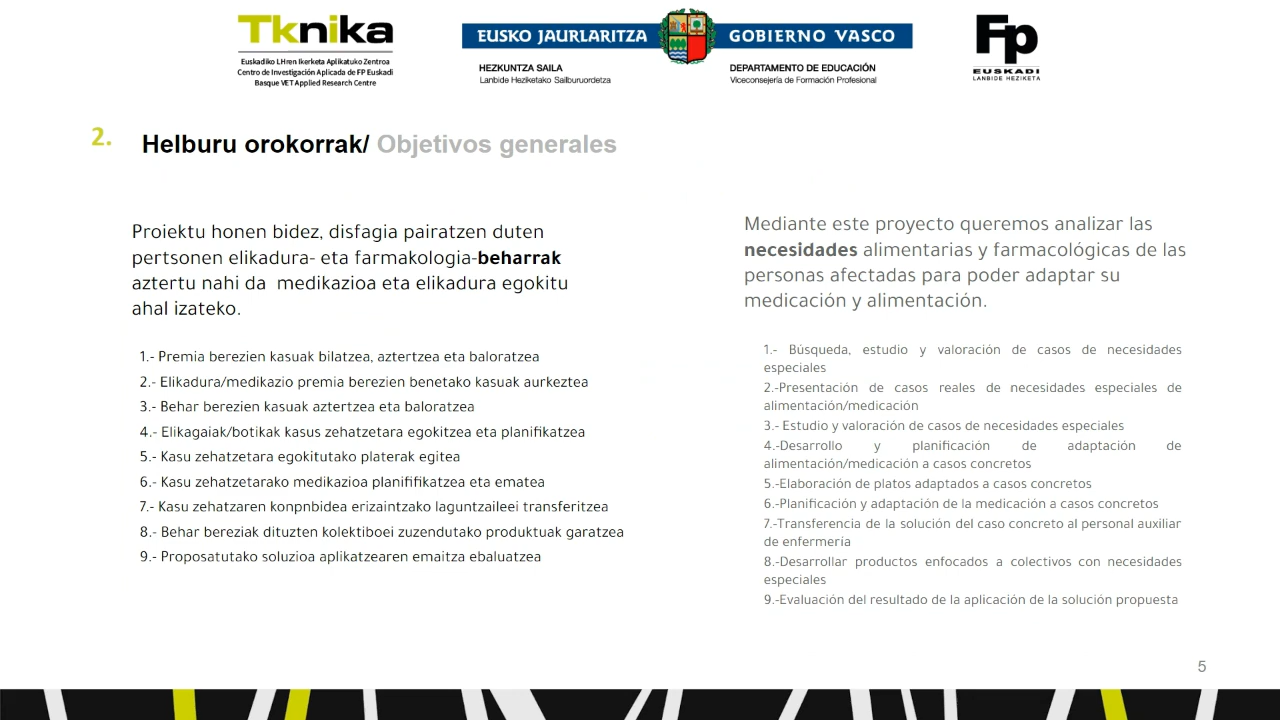 Tknika
Euskadiko LHren Ikerketa Aplikatuko Zentroa
Centro de Investigación Aplicada de FP Euskadi
Basque VET Applied Research Centre
EUSKO JAURLARITZA
GOBIERNO VASCO
HEZKUNTZA SAILA
Lanbide Heziketako Sailburuordetza
DEPARTAMENTO DE EDUCACIÓN
Viceconsejería de Formación Profesional
Fp
EUSKADI
LANBIDE HEZIKETA
2. Helburu orokorrak/ Objetivos generales
Proiektu honen bidez, disfagia pairatzen duten
pertsonen elikadura- eta farmakologia-beharrak
aztertu nahi da medikazioa eta elikadura egokitu
ahal izateko.
1.- Premia berezien kasuak bilatzea, aztertzea eta baloratzea
2.- Elikadura/medikazio premia berezien benetako kasuak aurkeztea
3.- Behar berezien kasuak aztertzea eta baloratzea
4.- Elikagaiak/botikak kasus zehatzetara egokitzea eta planifikatzea
5.- Kasu zehatzetara egokitutako platerak egitea
6.- Kasu zehatzetarako medikazioa planififikatzea eta ematea
7.- Kasu zehatzaren konpnbidea erizaintzako laguntzaileei transferitzea
8.- Behar bereziak dituzten kolektiboei zuzendutako produktuak garatzea
9.- Proposatutako soluzioa aplikatzearen emaitza ebaluatzea
Mediante este proyecto queremos analizar las
necesidades alimentarias y farmacológicas de las
personas afectadas para poder adaptar su
medicación y alimentación.
1.- Búsqueda, estudio y valoración de casos de necesidades
especiales
2.-Presentación de casos reales de necesidades especiales de
alimentación/medicación
3.- Estudio y valoración de casos de necesidades especiales
4.-Desarrollo y planificación de adaptación de
alimentación/medicación a casos concretos
5.-Elaboración de platos adaptados a casos concretos
6.-Planificación y adaptación de la medicación a casos concretos
7.-Transferencia de la solución del caso concreto al personal auxiliar
de enfermería
8.-Desarrollar productos enfocados a colectivos con necesidades
especiales
9.-Evaluación del resultado de la aplicación de la solución propuesta
5